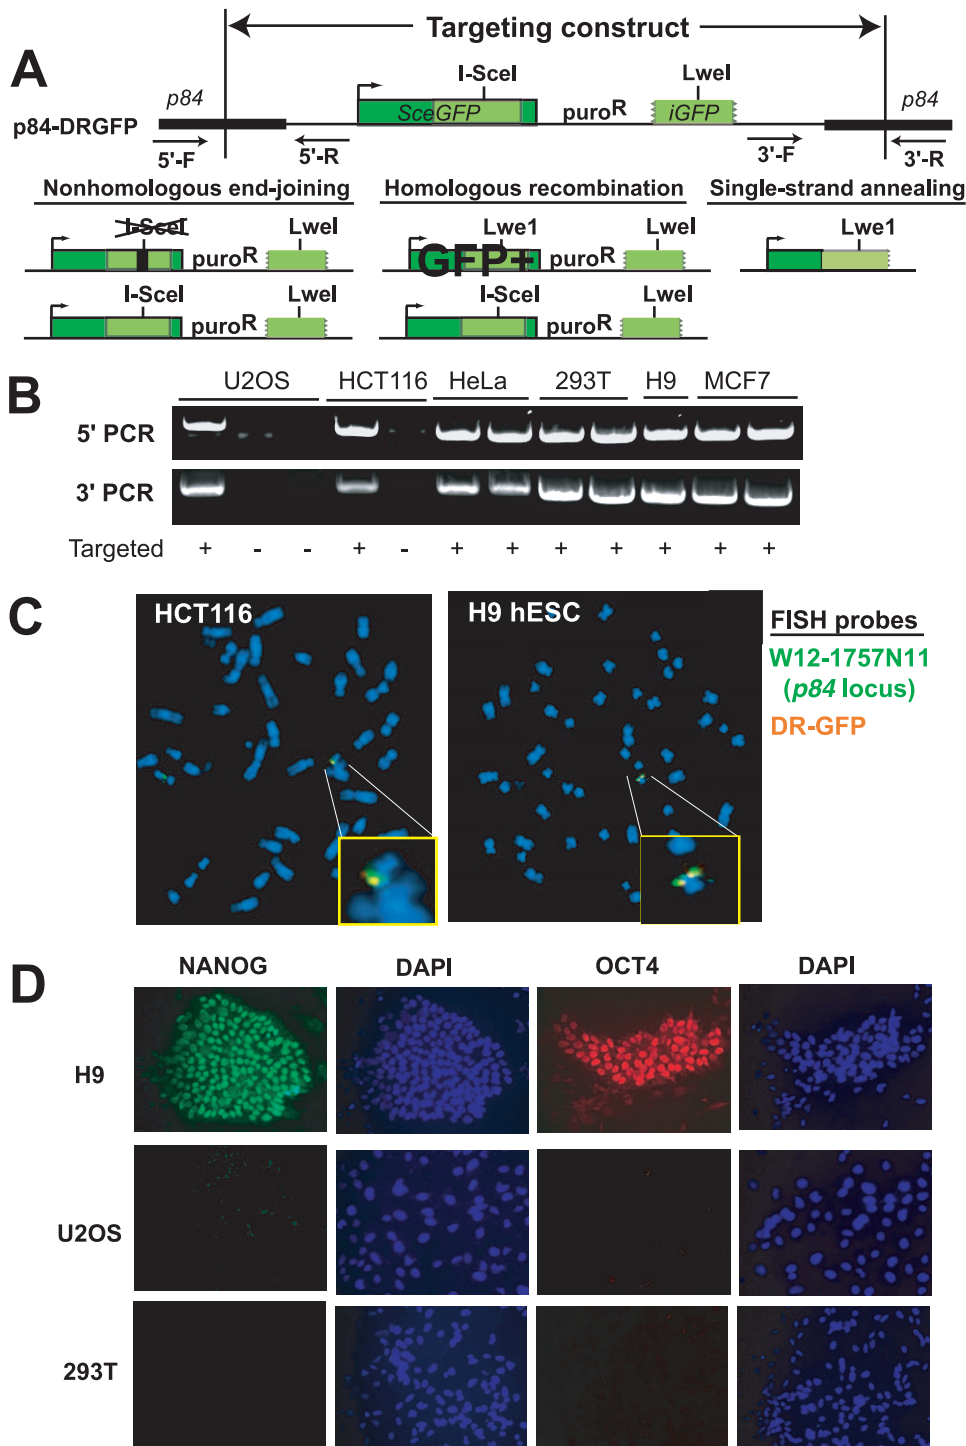 A
Targeting construct
I-SceI
LweI
p84
SceGFP
puroR
iGFP
p84
p84-DRGFP
5'-F
5'-R
3'-F
3'-R
Nonhomologous end-joining
Homologous recombination
Single-strand annealing
I-SceI
LweI
Lwe1
LweI
Lwe1
puroR
GFP+
puroR
I-SceI
LweI
I-SceI
LweI
puroR
puroR
B
U2OS
HCT116
HeLa
293T
H9
MCF7
5' PCR
3' PCR
Targeted + - - + - + + + + + + +
C
HCT116
H9 hESC
FISH probes
W12-1757N11
(p84 locus)
DR-GFP
D
NANOG
DAPI
OCT4
DAPI
H9
U2OS
293T